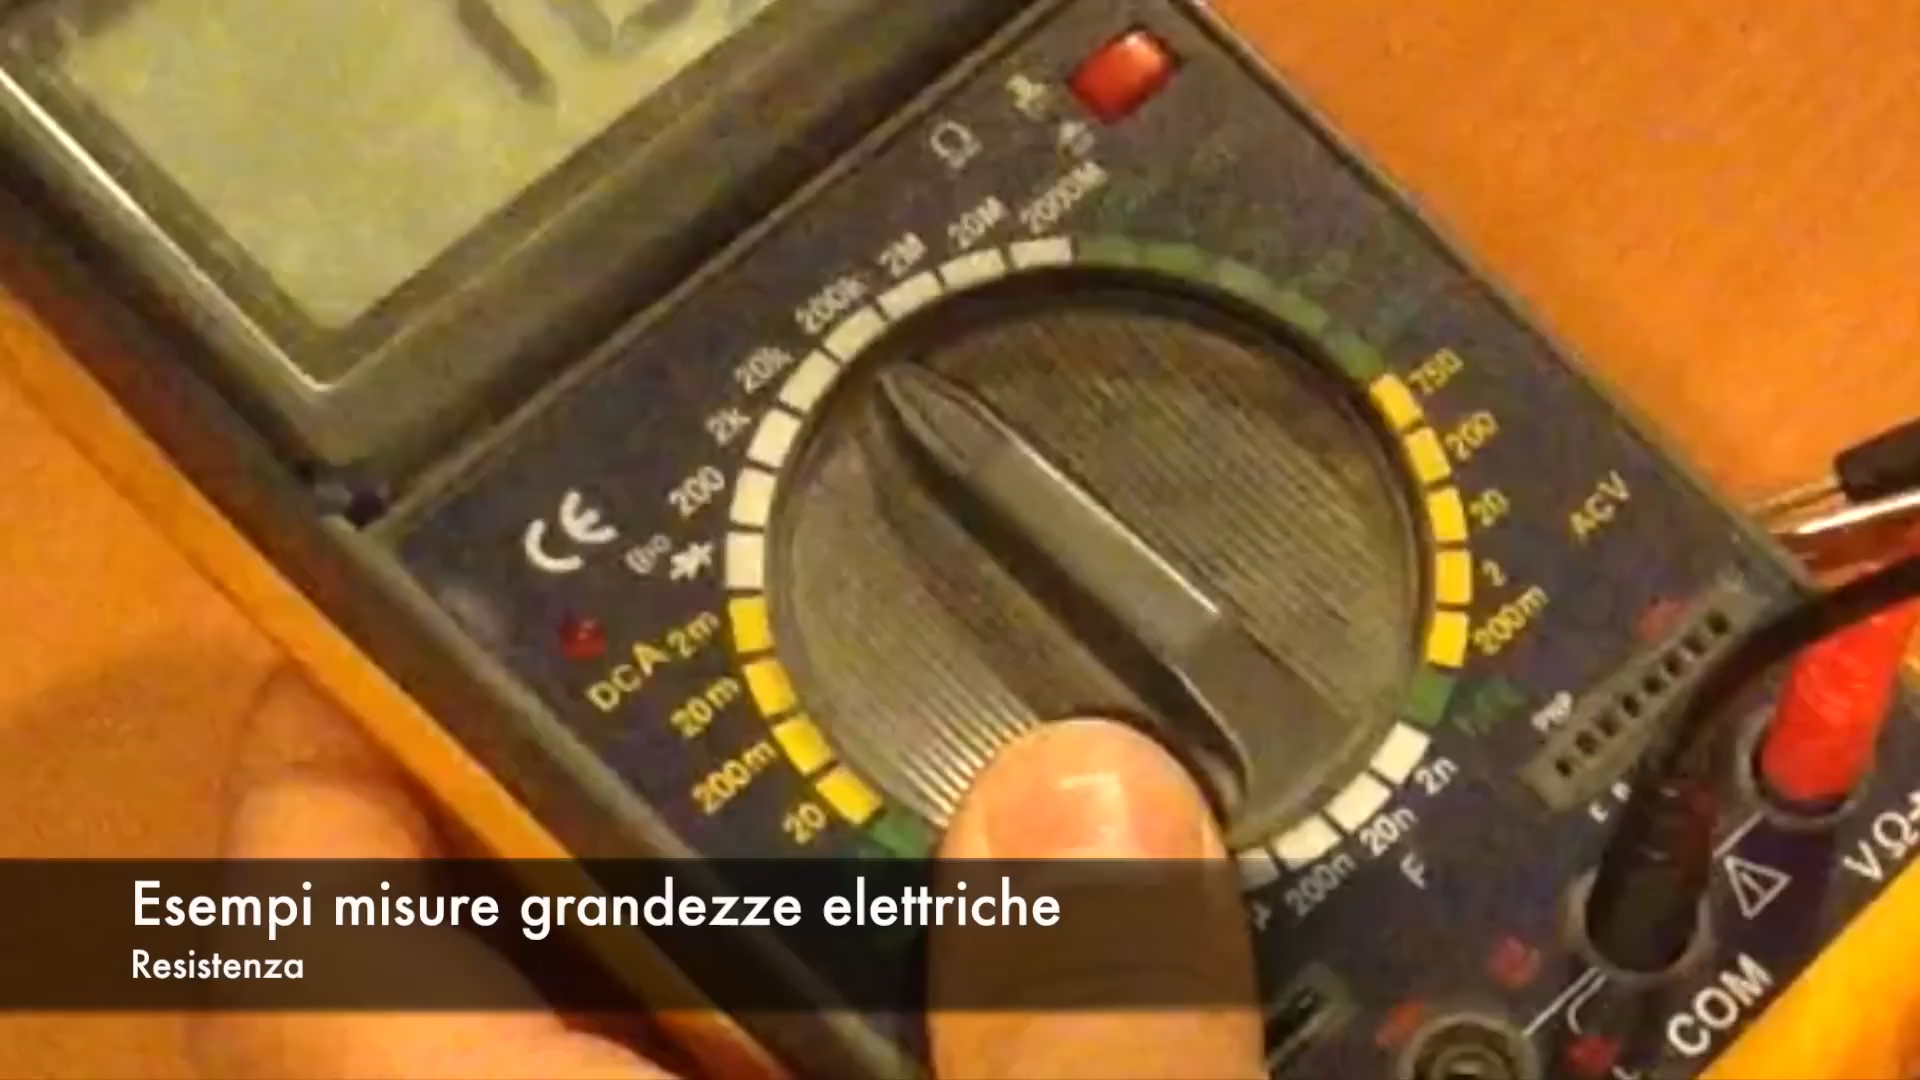 Ω
2000M
20M
2M
200k
20k
2k
200
CE
DCA 2m
20m
200m
20
750
200
20
2
200m
ACV
PNP
2n
20n
200n
F
VΩ
COM
Esempi misure grandezze elettriche
Resistenza